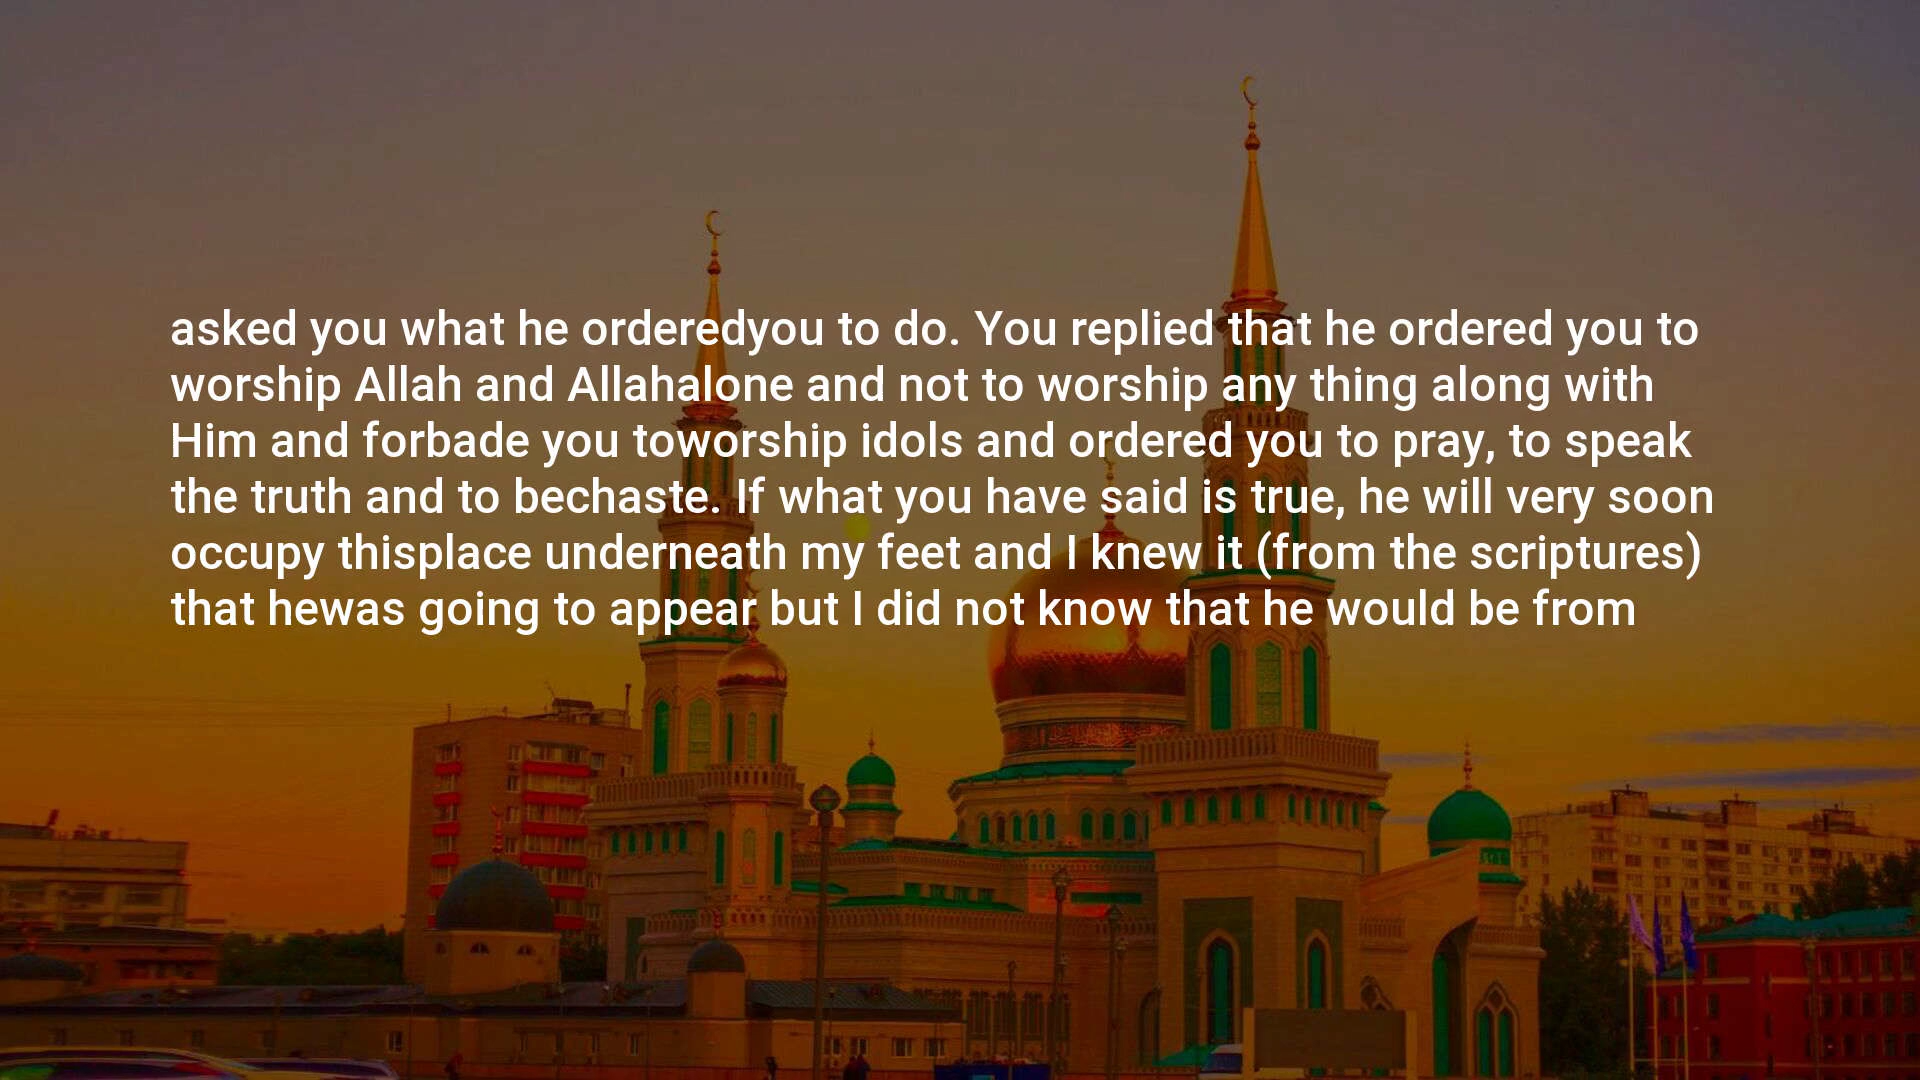 asked you what he orderedyou to do. You replied that he ordered you to
worship Allah and Allahalone and not to worship any thing along with
Him and forbade you toworship idols and ordered you to pray, to speak
the truth and to bechaste. If what you have said is true, he will very soon
occupy thisplace underneath my feet and I knew it (from the scriptures)
that hewas going to appear but I did not know that he would be from